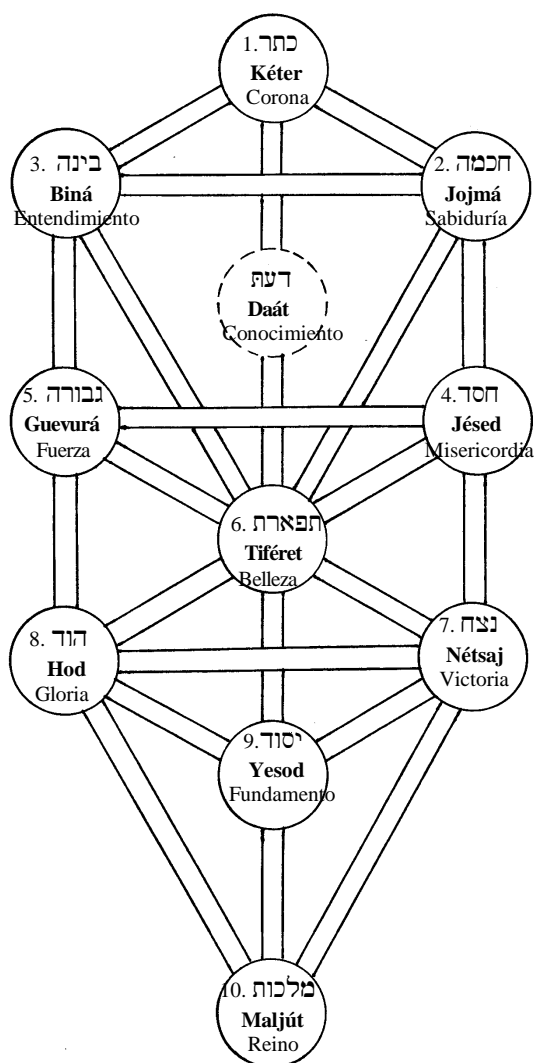 1. כתר
Kéter
Corona
3. בינה
Biná
Entendimiento
2. חכמה
Jojmá
Sabiduría
דעת
Daát
Conocimiento
5. גבורה
Guevurá
Fuerza
4. חסד
Jésed
Misericordia
6. תפארת
Tiféret
Belleza
8. הוד
Hod
Gloria
7. נצח
Nétsaj
Victoria
9. יסוד
Yesod
Fundamento
10. מלכות
Maljút
Reino